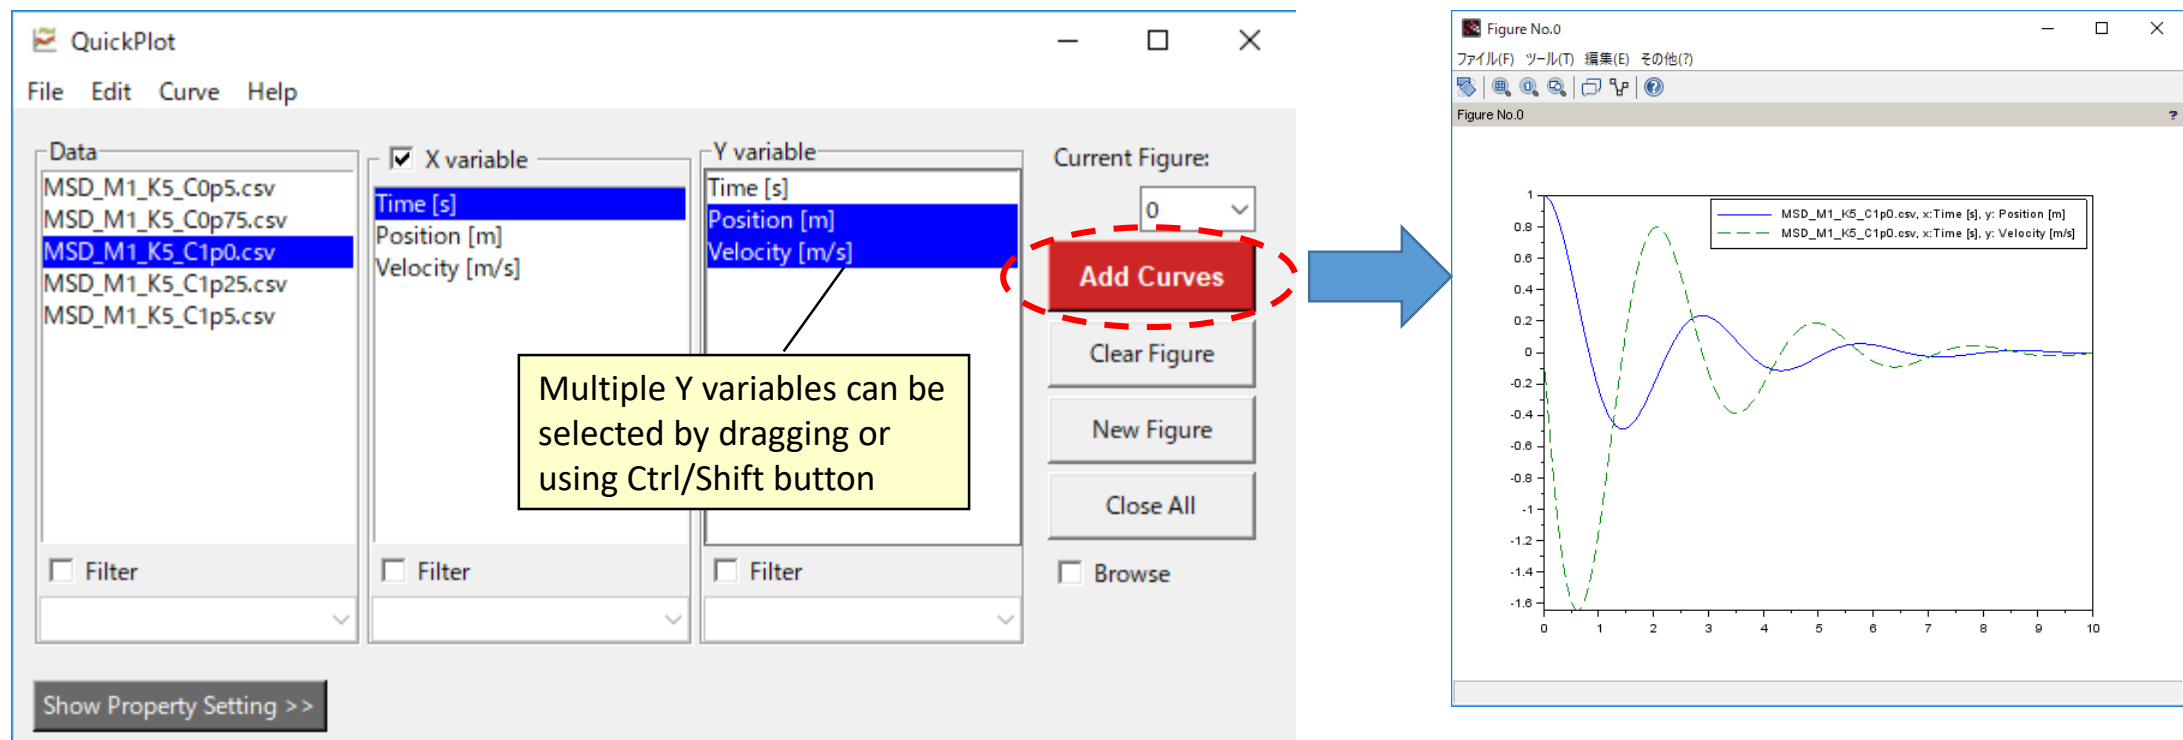 QuickPlot
File Edit Curve Help
Data
MSD_M1_K5_C0p5.csv
MSD_M1_K5_C0p75.csv
MSD_M1_K5_C1p0.csv
MSD_M1_K5_C1p25.csv
MSD_M1_K5_C1p5.csv
Filter
X variable
Time [s]
Position [m]
Velocity [m/s]
Filter
Y variable
Time [s]
Position [m]
Velocity [m/s]
Filter
Multiple Y variables can be
selected by dragging or
using Ctrl/Shift button
Current Figure:
0
Add Curves
Clear Figure
New Figure
Close All
Browse
Show Property Setting >>
Figure No.0
ファイル(F) ツール(T) 編集(E) その他(?)
Figure No.0 ?
MSD_M1_K5_C1p0.csv, x:Time [s], y: Position [m]
MSD_M1_K5_C1p0.csv, x:Time [s], y: Velocity [m/s]
1
0.8
0.6
0.4
0.2
0
-0.2
-0.4
-0.6
-0.8
-1
-1.2
-1.4
-1.6
0 1 2 3 4 5 6 7 8 9 10